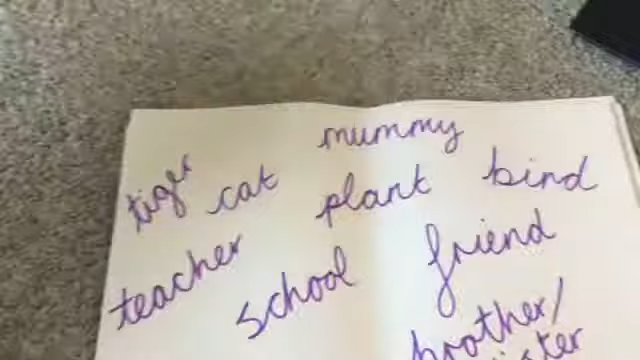 mummy
tiger cat plant bird
teacher school friend
brother/
sister